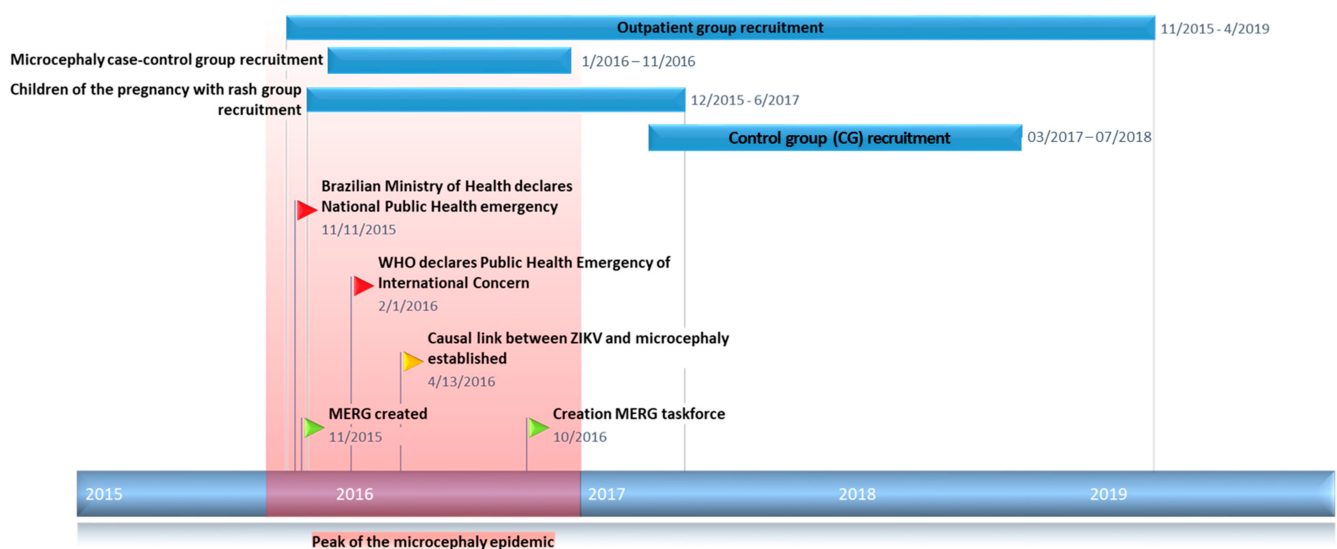 Outpatient group recruitment
11/2015 - 4/2019
Microcephaly case-control group recruitment
1/2016 – 11/2016
Children of the pregnancy with rash group
recruitment
12/2015 - 6/2017
Control group (CG) recruitment
03/2017 – 07/2018
Brazilian Ministry of Health declares
National Public Health emergency
11/11/2015
WHO declares Public Health Emergency of
International Concern
2/1/2016
Causal link between ZIKV and microcephaly
established
4/13/2016
MERG created
11/2015
Creation MERG taskforce
10/2016
2015 2016 2017 2018 2019
Peak of the microcephaly epidemic